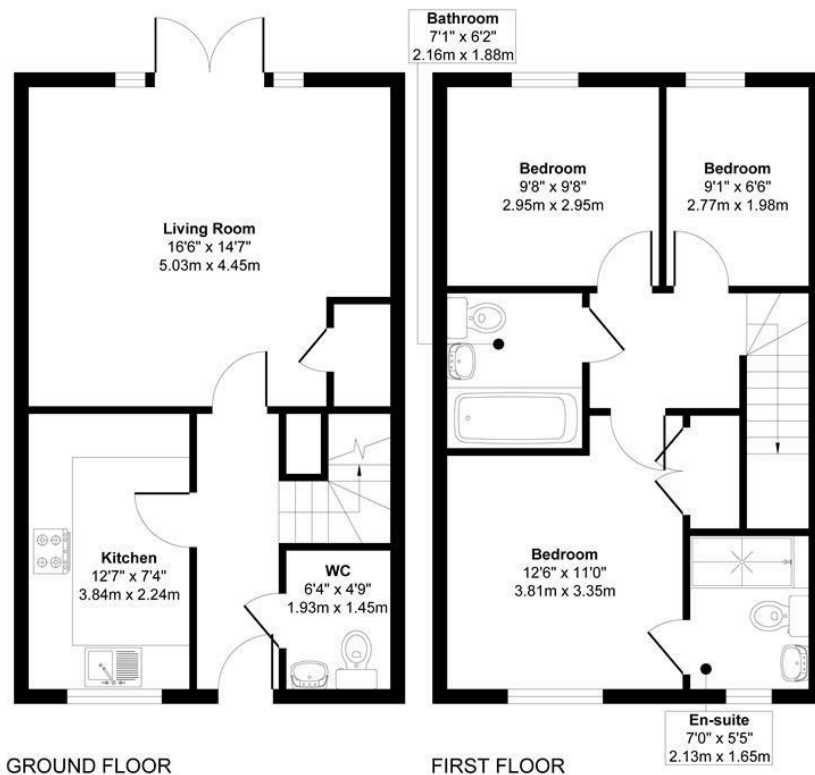 Bathroom
7'1" x 6'2"
2.16m x 1.88m
Living Room
16'6" x 14'7"
5.03m x 4.45m
Bedroom
9'8" x 9'8"
2.95m x 2.95m
Bedroom
9'1" x 6'6"
2.77m x 1.98m
Kitchen
12'7" x 7'4"
3.84m x 2.24m
WC
6'4" x 4'9"
1.93m x 1.45m
Bedroom
12'6" x 11'0"
3.81m x 3.35m
En-suite
7'0" x 5'5"
2.13m x 1.65m
GROUND FLOOR
FIRST FLOOR